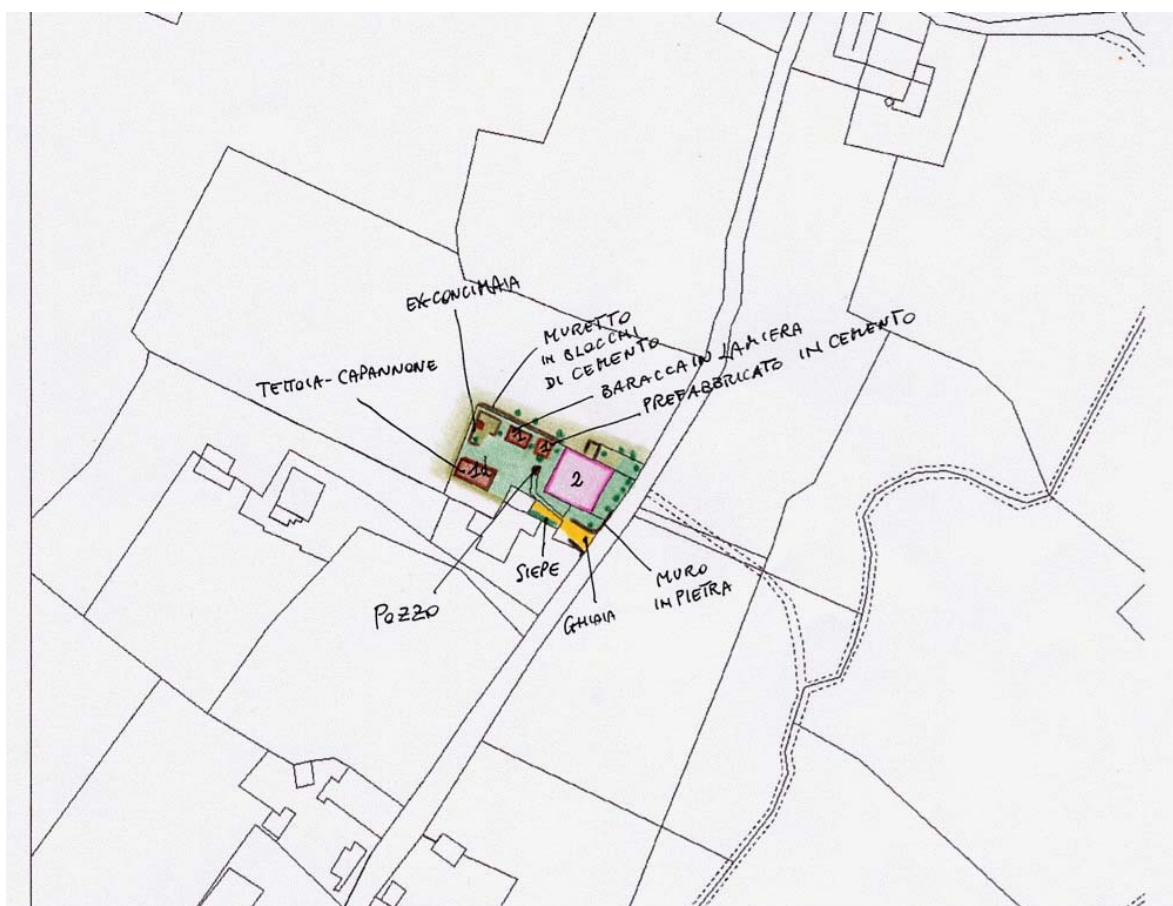 EX-CONCIMAIA
MURETTO
IN BLOCCHI
DI CEMENTO
BARACCA IN LAMIERA
PREFABBRICATO IN CEMENTO
TETTOIA-CAPANNONE
2
SIEPE
POZZO
GHIAIA
MURO
IN PIETRA